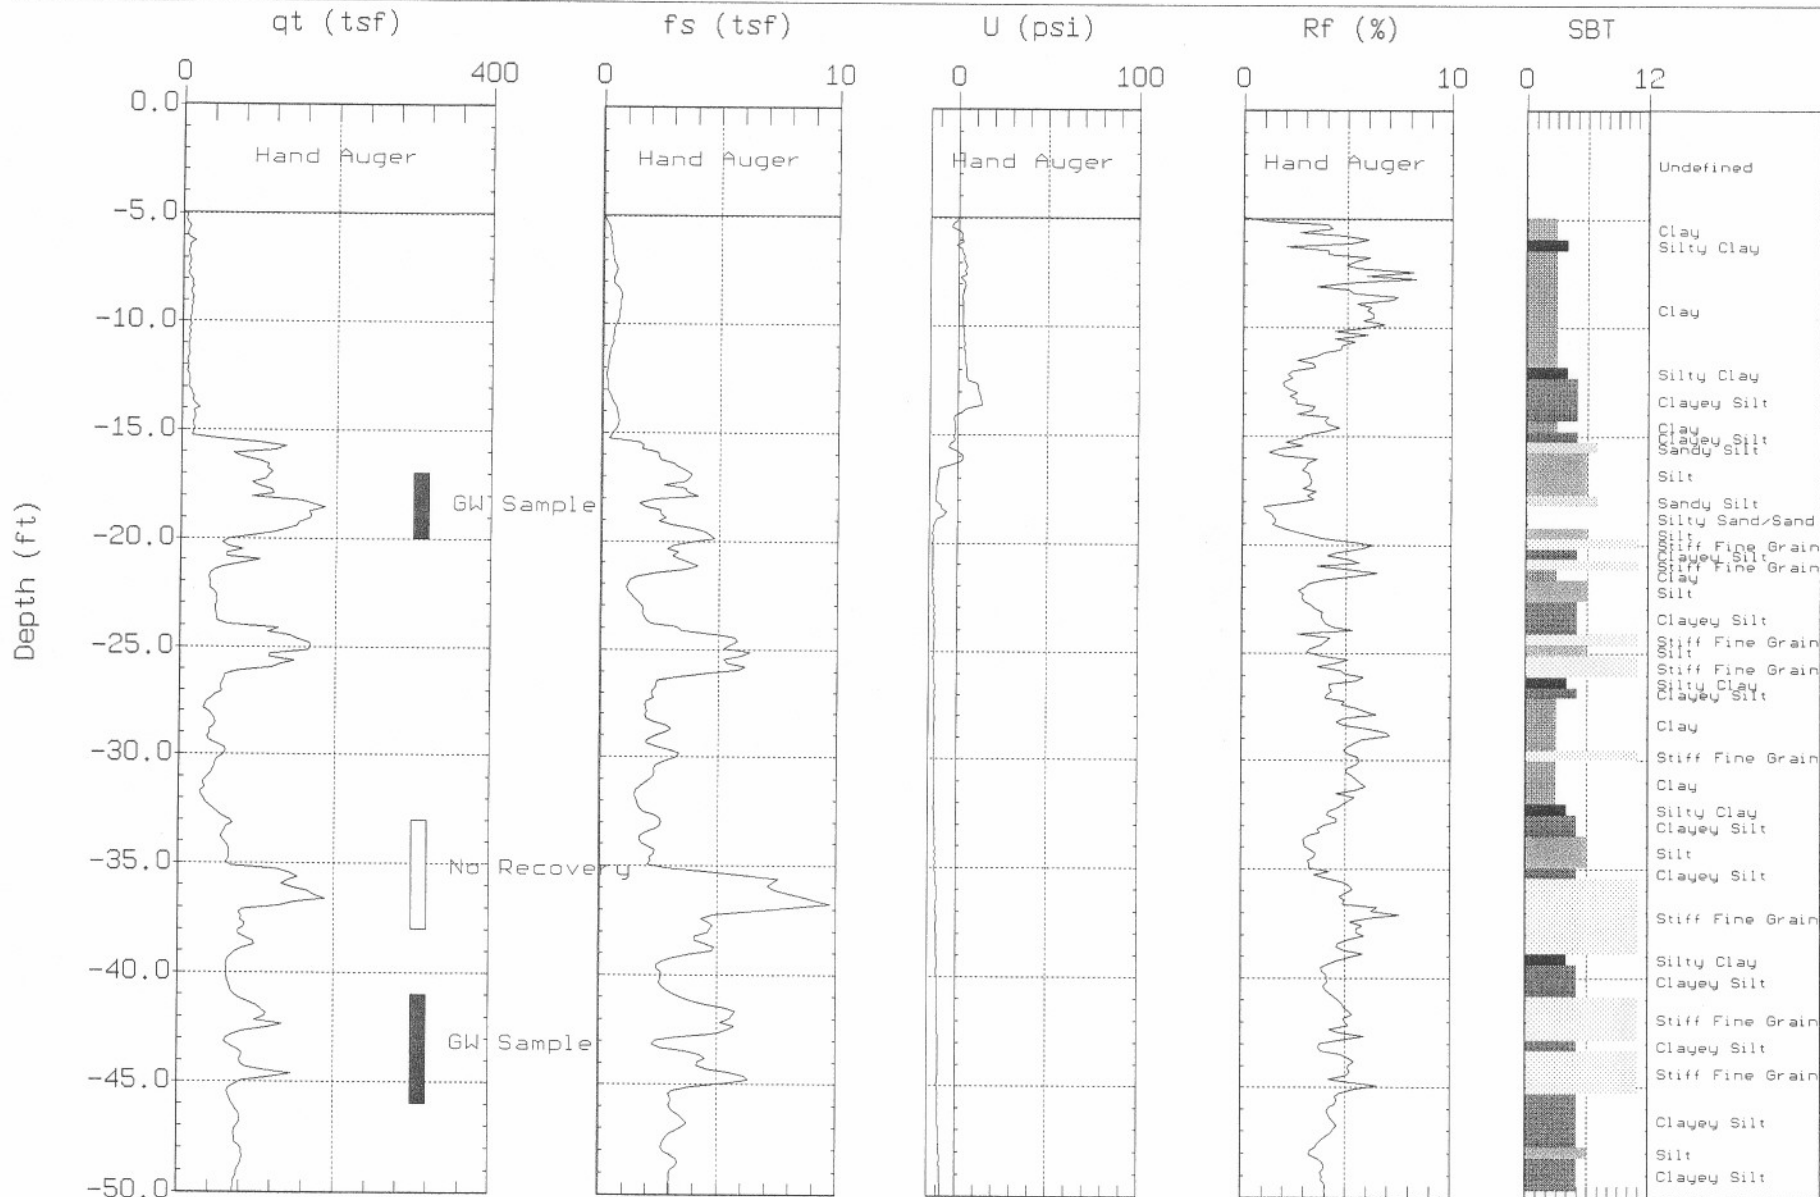 qt (tsf) fs (tsf) U (psi) Rf (%) SBT
0 400 0 10 0 100 0 10 0 12
0.0
Hand Auger Hand Auger Hand Auger Hand Auger
Undefined
-5.0
Clay
Silty Clay
-10.0
Clay
Silty Clay
Clayey Silt
-15.0
Clay
Clayey Silt
Sandy Silt
Silt
GW Sample
Sandy Silt
Silty Sand/Sand
-20.0
Silt
Stiff Fine Grain
Clayey Silt
Stiff Fine Grain
Clay
Silt
Clayey Silt
Depth (ft)
-25.0
Stiff Fine Grain
Silt
Stiff Fine Grain
Silty Clay
Clayey Silt
Clay
-30.0
Stiff Fine Grain
Clay
Silty Clay
Clayey Silt
Silt
-35.0
No Recovery
Clayey Silt
Stiff Fine Grain
Silty Clay
-40.0
Clayey Silt
Stiff Fine Grain
GW Sample
Clayey Silt
-45.0
Stiff Fine Grain
Clayey Silt
Silt
Clayey Silt
-50.0